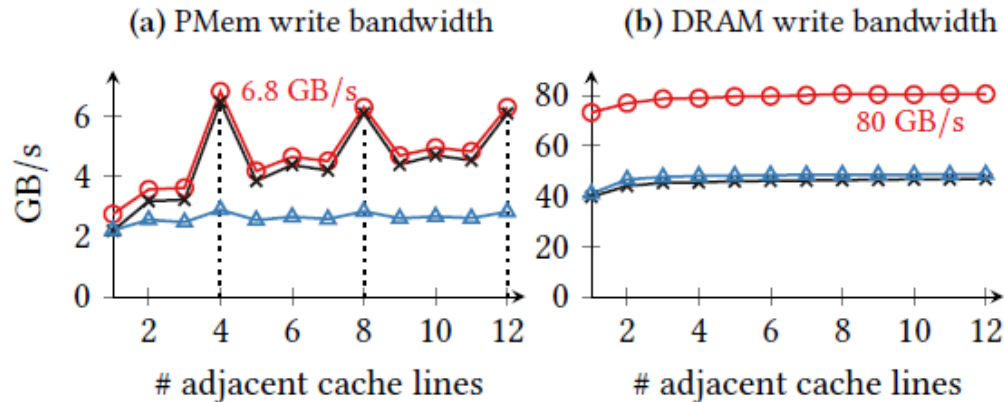 (a) PMem write bandwidth
(b) DRAM write bandwidth
GB/s
6
4
2
0
6.8 GB/s
2 4 6 8 10 12
# adjacent cache lines
80
60
40
20
0
80 GB/s
2 4 6 8 10 12
# adjacent cache lines